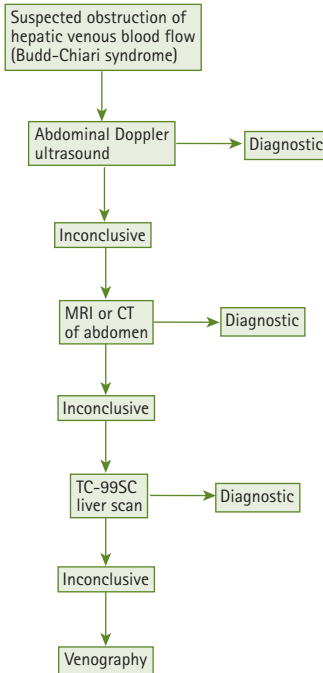 Suspected obstruction of
hepatic venous blood flow
(Budd-Chiari syndrome)
Abdominal Doppler
ultrasound
Diagnostic
Inconclusive
MRI or CT
of abdomen
Diagnostic
Inconclusive
TC-99SC
liver scan
Diagnostic
Inconclusive
Venography